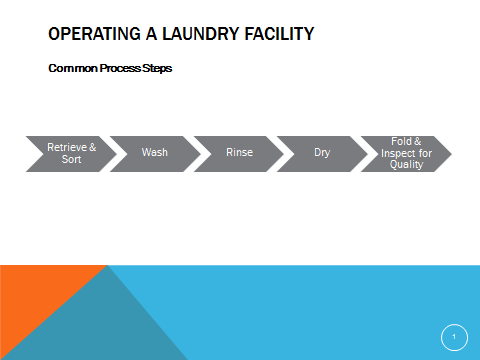 OPERATING A LAUNDRY FACILITY
Common Process Steps
Retrieve &
Sort
Wash
Rinse
Dry
Fold &
Inspect for
Quality
1